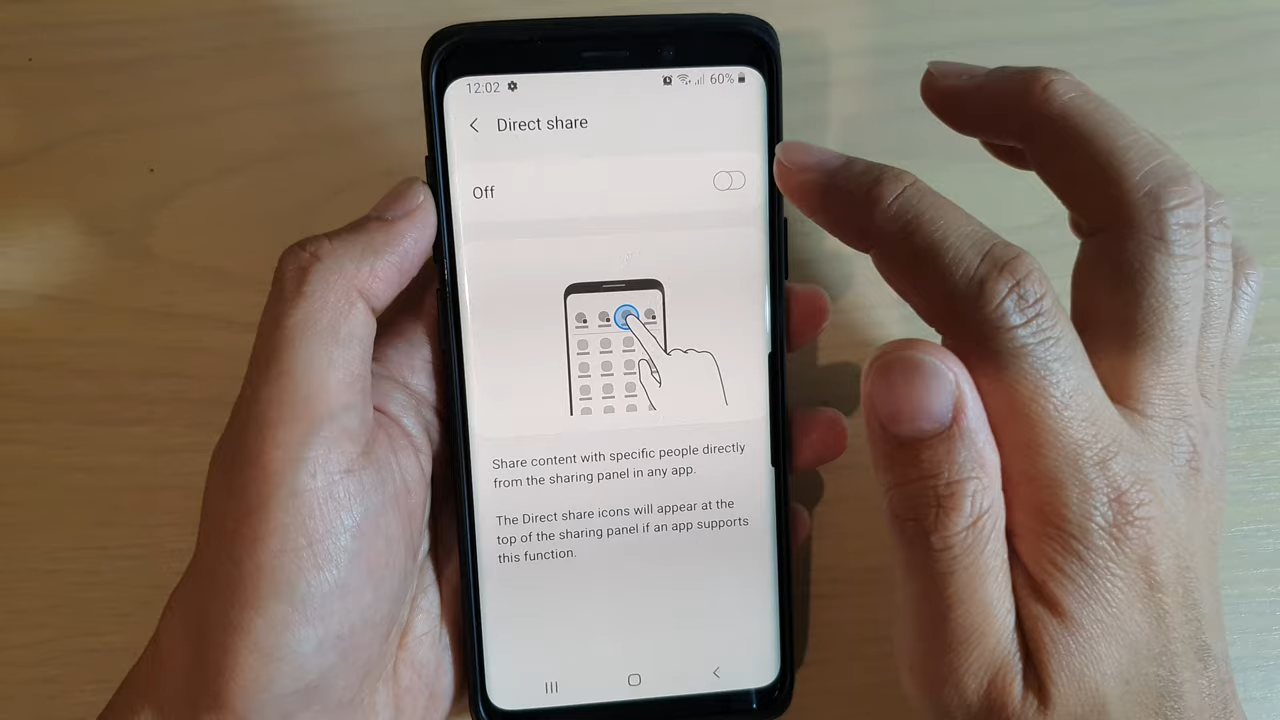 12:02 60%
Direct share
Off
Share content with specific people directly
from the sharing panel in any app.
The Direct share icons will appear at the
top of the sharing panel if an app supports
this function.